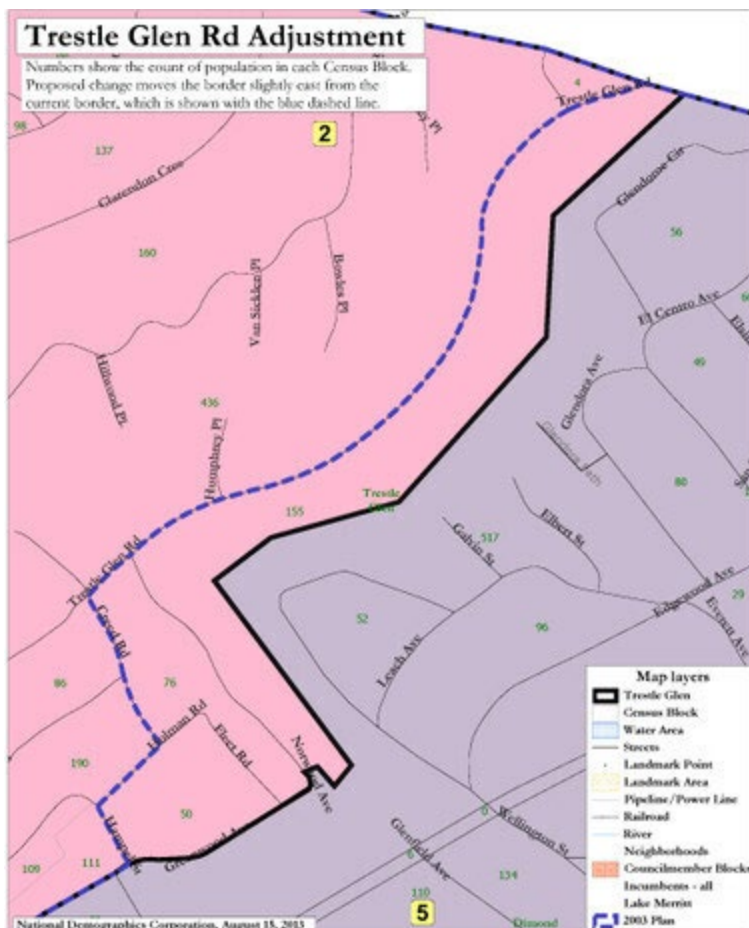 Trestle Glen Rd Adjustment
Numbers show the count of population in each Census Block.
Proposed change moves the border slightly east from the
current border, which is shown with the blue dashed line.
4
Trestle Glen Rd
98
2
137
Clarendon Cres
Glendome Cir
56
160
Van Sicklen Pl
Bowles Pl
El Centro Ave
49
Hillwood Pl
Glendora Ave
436
Humphrey Pl
Glendora Path
80
Trestle
Glen
155
Elbert St
Galvin St
517
Trestle Glen Rd
Edgewood Ave
29
Everett Ave
Creed Rd
52
96
Leach Ave
86
76
Holman Rd
Fleet Rd
Norwood Ave
190
50
0
Wellington St
Glenfield Ave
109
111
134
110
5
Dimond
Map layers
Trestle Glen
Census Block
Water Area
Streets
Landmark Point
Landmark Area
Pipeline/Power Line
Railroad
River
Neighborhoods
Councilmember Blocks
Incumbents - all
Lake Merritt
2003 Plan
National Demographics Corporation, August 15, 2013